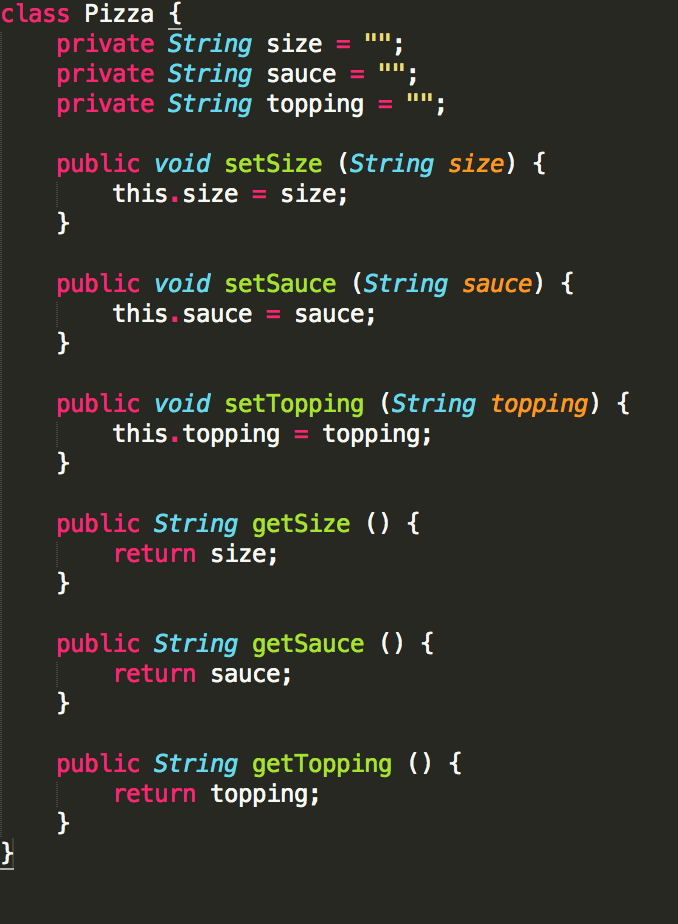 class Pizza {
    private String size = "";
    private String sauce = "";
    private String topping = "";

    public void setSize (String size) {
        this.size = size;
    }

    public void setSauce (String sauce) {
        this.sauce = sauce;
    }

    public void setTopping (String topping) {
        this.topping = topping;
    }

    public String getSize () {
        return size;
    }

    public String getSauce () {
        return sauce;
    }

    public String getTopping () {
        return topping;
    }
}